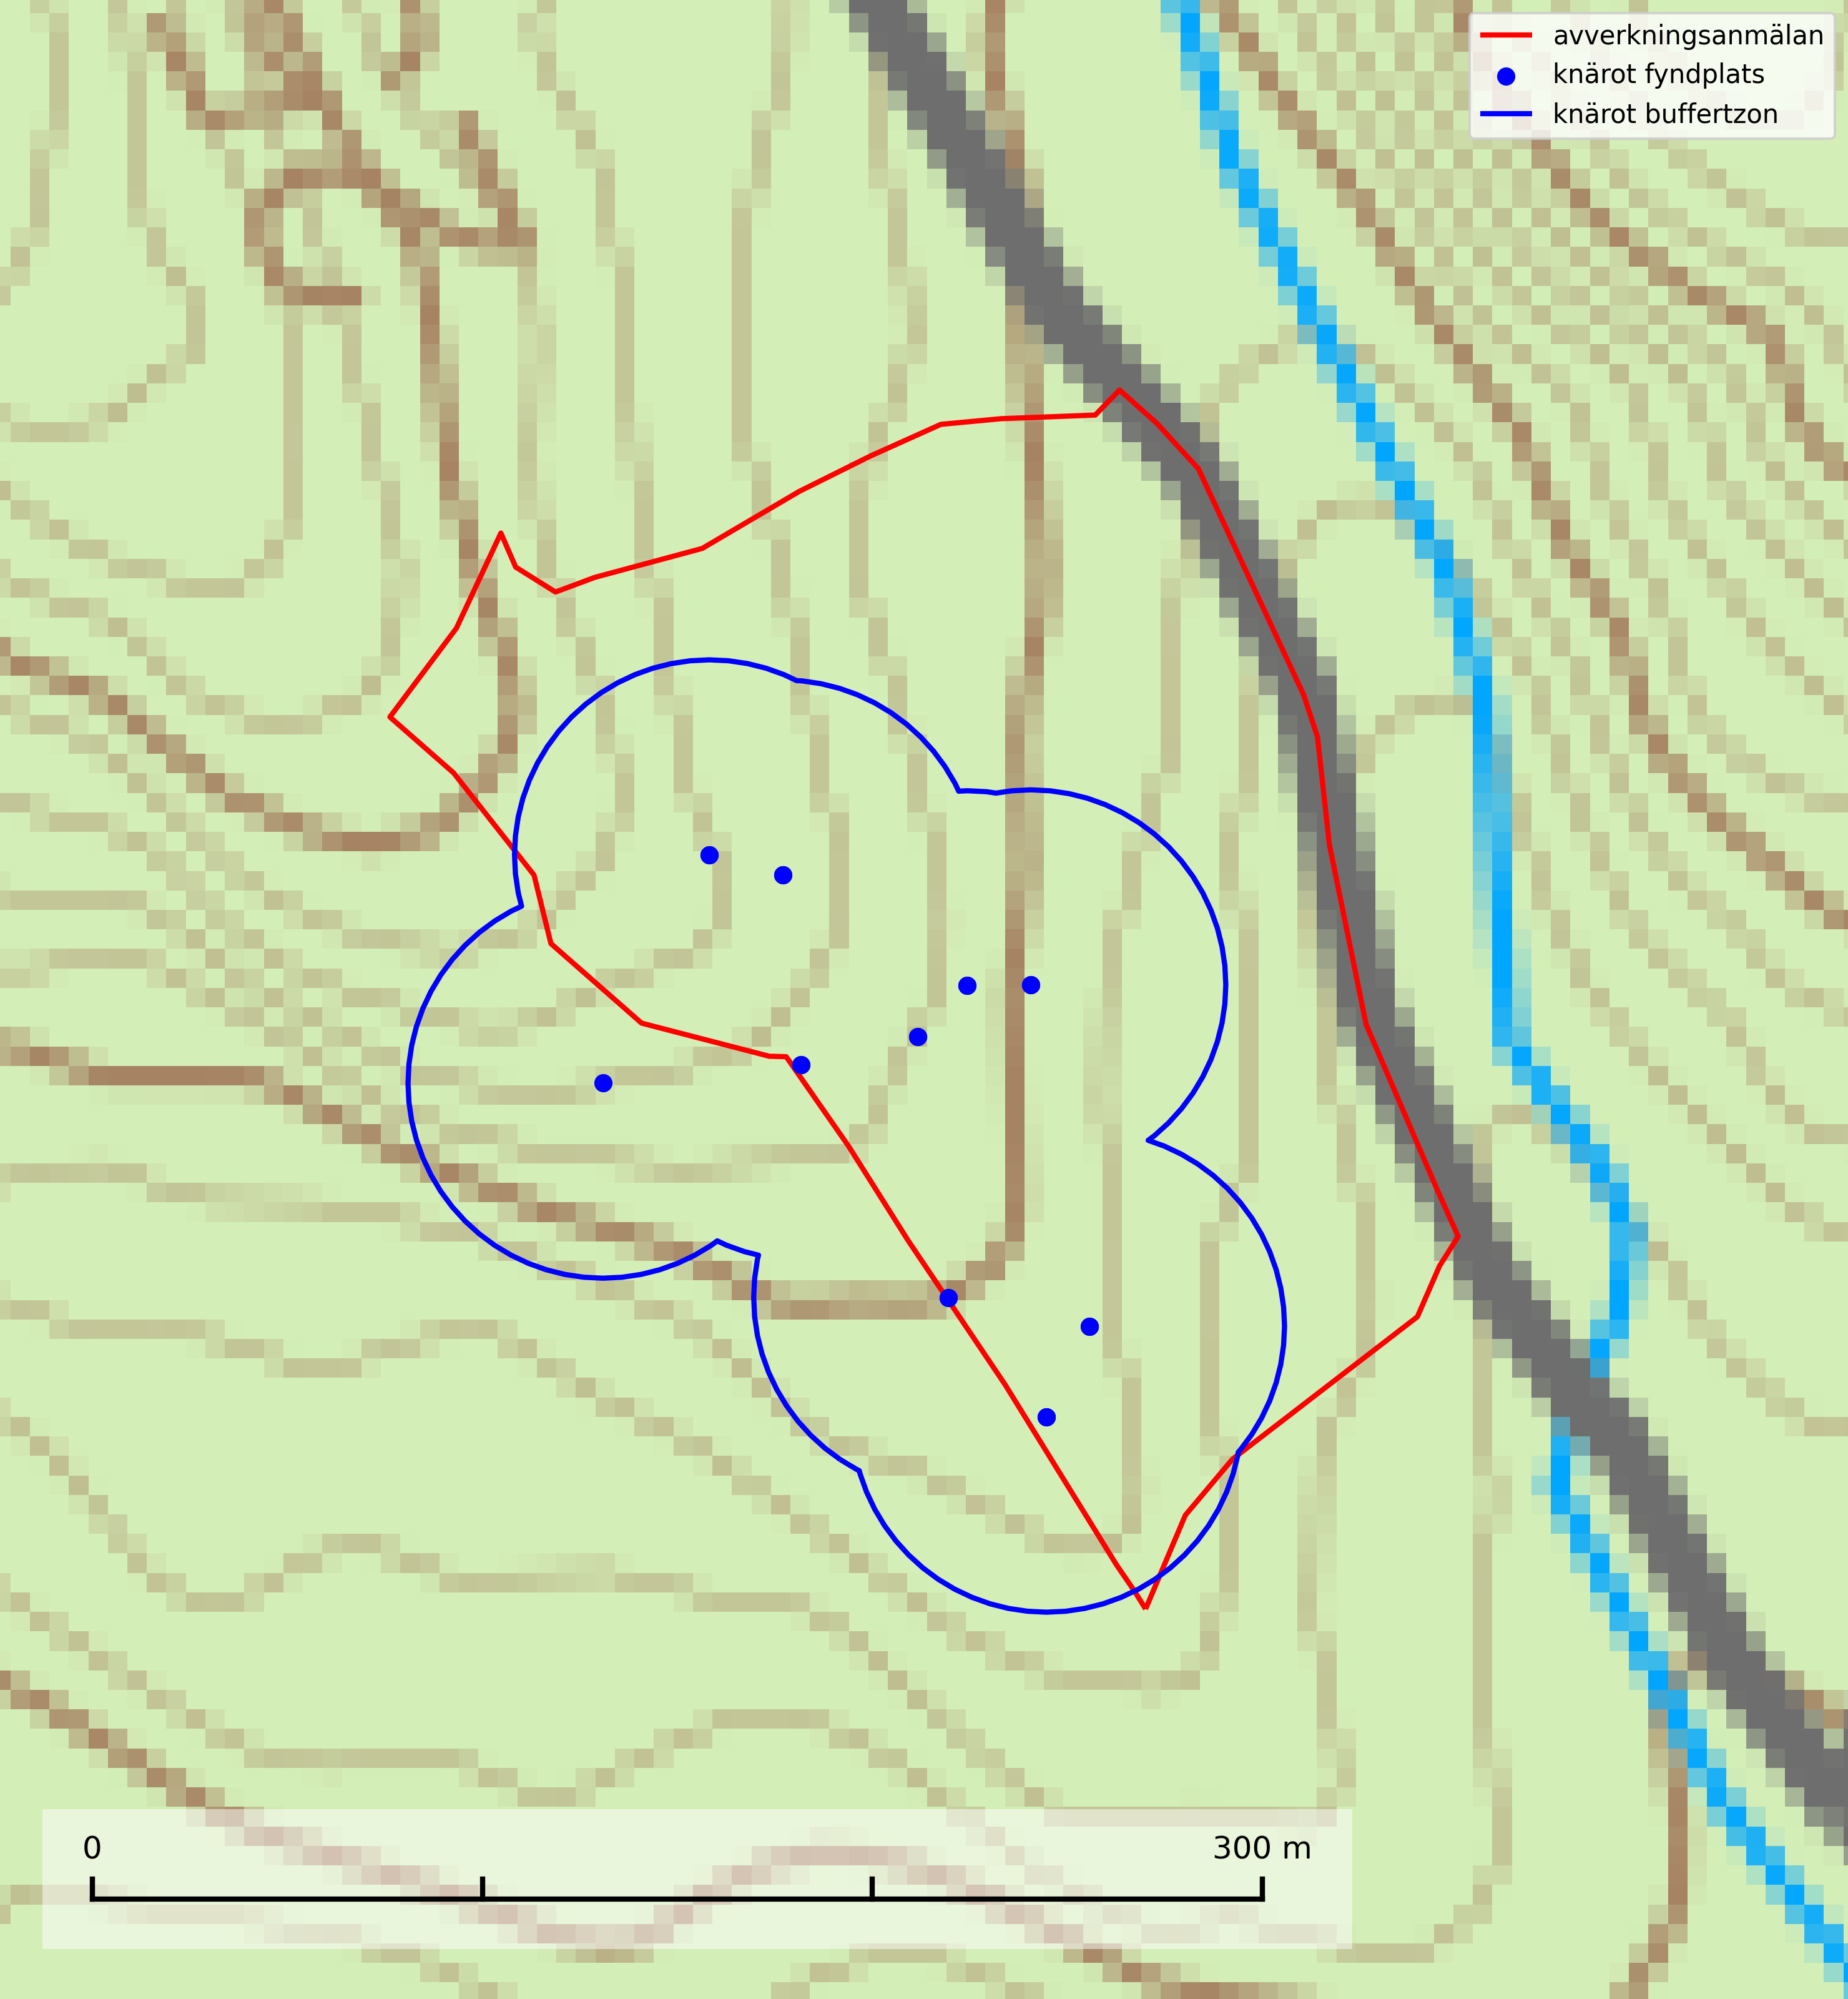 avverkningsanmälan
knärot fyndplats
knärot buffertzon
0 300 m